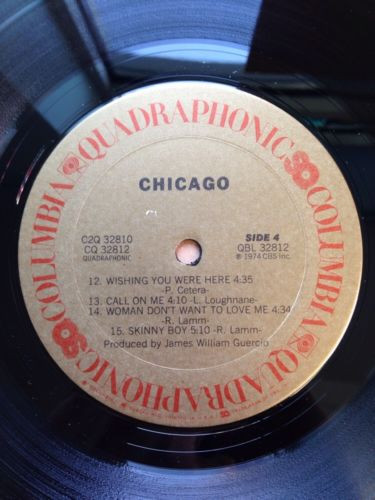 COLUMBIA QUADRAPHONIC SQ COLUMBIA QUADRAPHONIC SQ
CHICAGO
C2Q 32810
CQ 32812
QUADRAPHONIC
SIDE 4
QBL 32812
℗ 1974 CBS Inc.
12. WISHING YOU WERE HERE 4:35
-P. Cetera-
13. CALL ON ME 4:10 -L. Loughnane-
14. WOMAN DON'T WANT TO LOVE ME 4:34
-R. Lamm-
15. SKINNY BOY 5:10 -R. Lamm-
Produced by James William Guercio